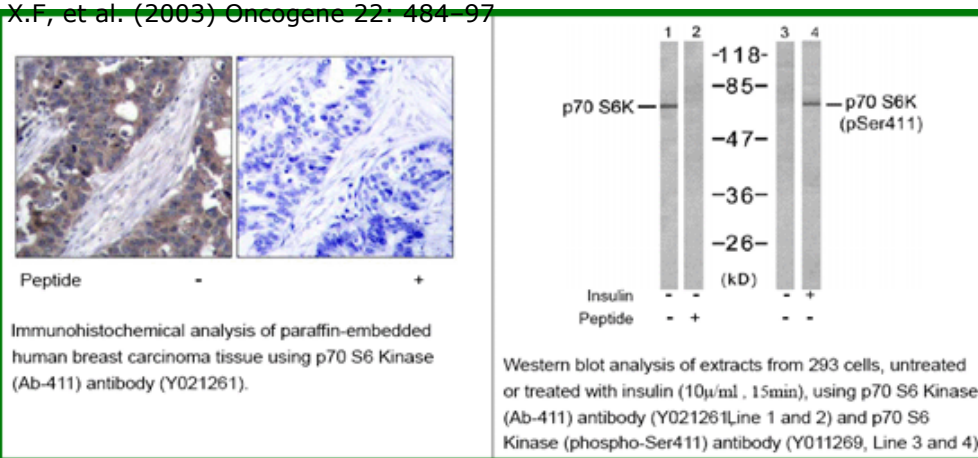 X.F, et al. (2003) Oncogene 22: 484–97
Peptide - +
Immunohistochemical analysis of paraffin-embedded
human breast carcinoma tissue using p70 S6 Kinase
(Ab-411) antibody (Y021261).
1 2 3 4
-118-
-85-
p70 S6K
p70 S6K
(pSer411)
-47-
-36-
-26-
(kD)
Insulin - - - +
Peptide - + - -
Western blot analysis of extracts from 293 cells, untreated
or treated with insulin (10µ/ml , 15min), using p70 S6 Kinase
(Ab-411) antibody (Y021261,Line 1 and 2) and p70 S6
Kinase (phospho-Ser411) antibody (Y011269, Line 3 and 4)